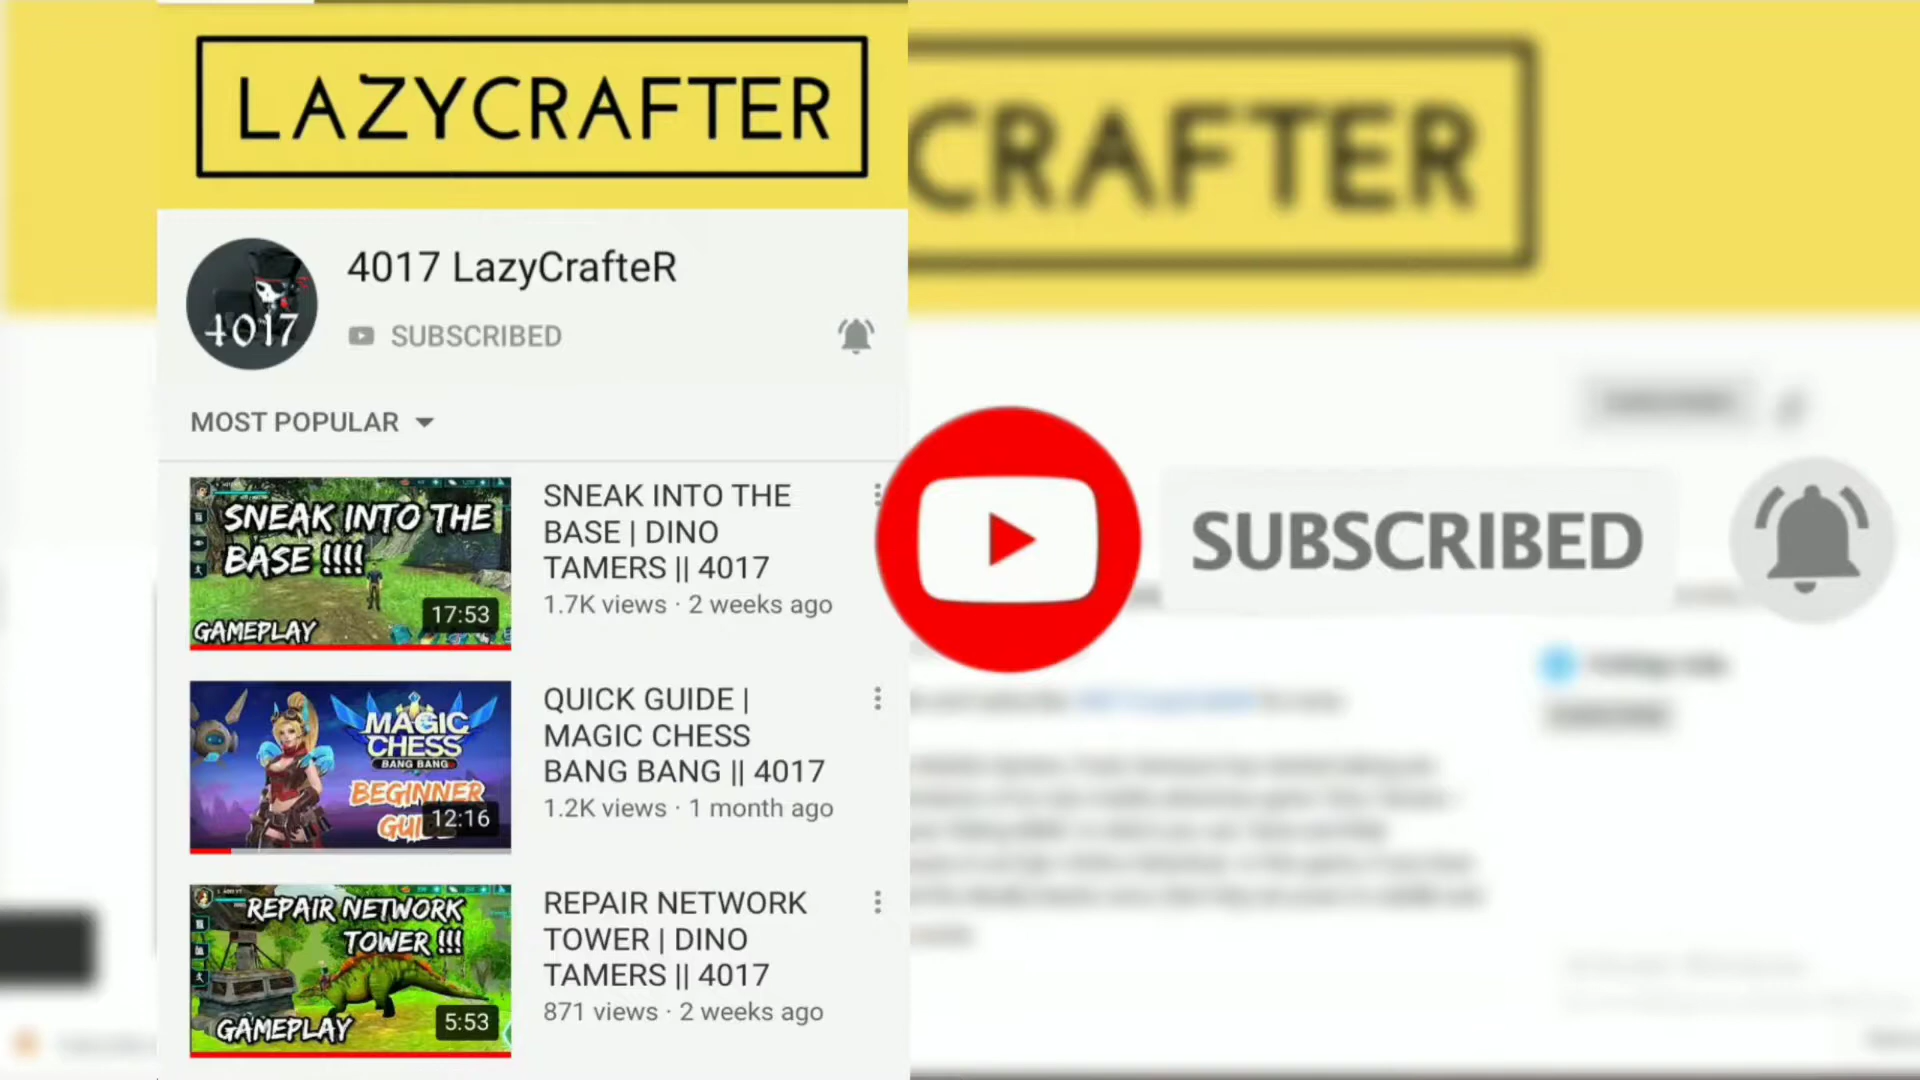 LAZYCRAFTER
CRAFTER
4017 LazyCrafteR
4017
SUBSCRIBED
MOST POPULAR
SNEAK INTO THE
BASE !!!!
GAMEPLAY
17:53
SNEAK INTO THE
BASE | DINO
TAMERS || 4017
1.7K views · 2 weeks ago
SUBSCRIBED
MAGIC
CHESS
BANG BANG
BEGINNER
12:16
QUICK GUIDE |
MAGIC CHESS
BANG BANG || 4017
1.2K views · 1 month ago
REPAIR NETWORK
TOWER !!!
GAMEPLAY
5:53
REPAIR NETWORK
TOWER | DINO
TAMERS || 4017
871 views · 2 weeks ago